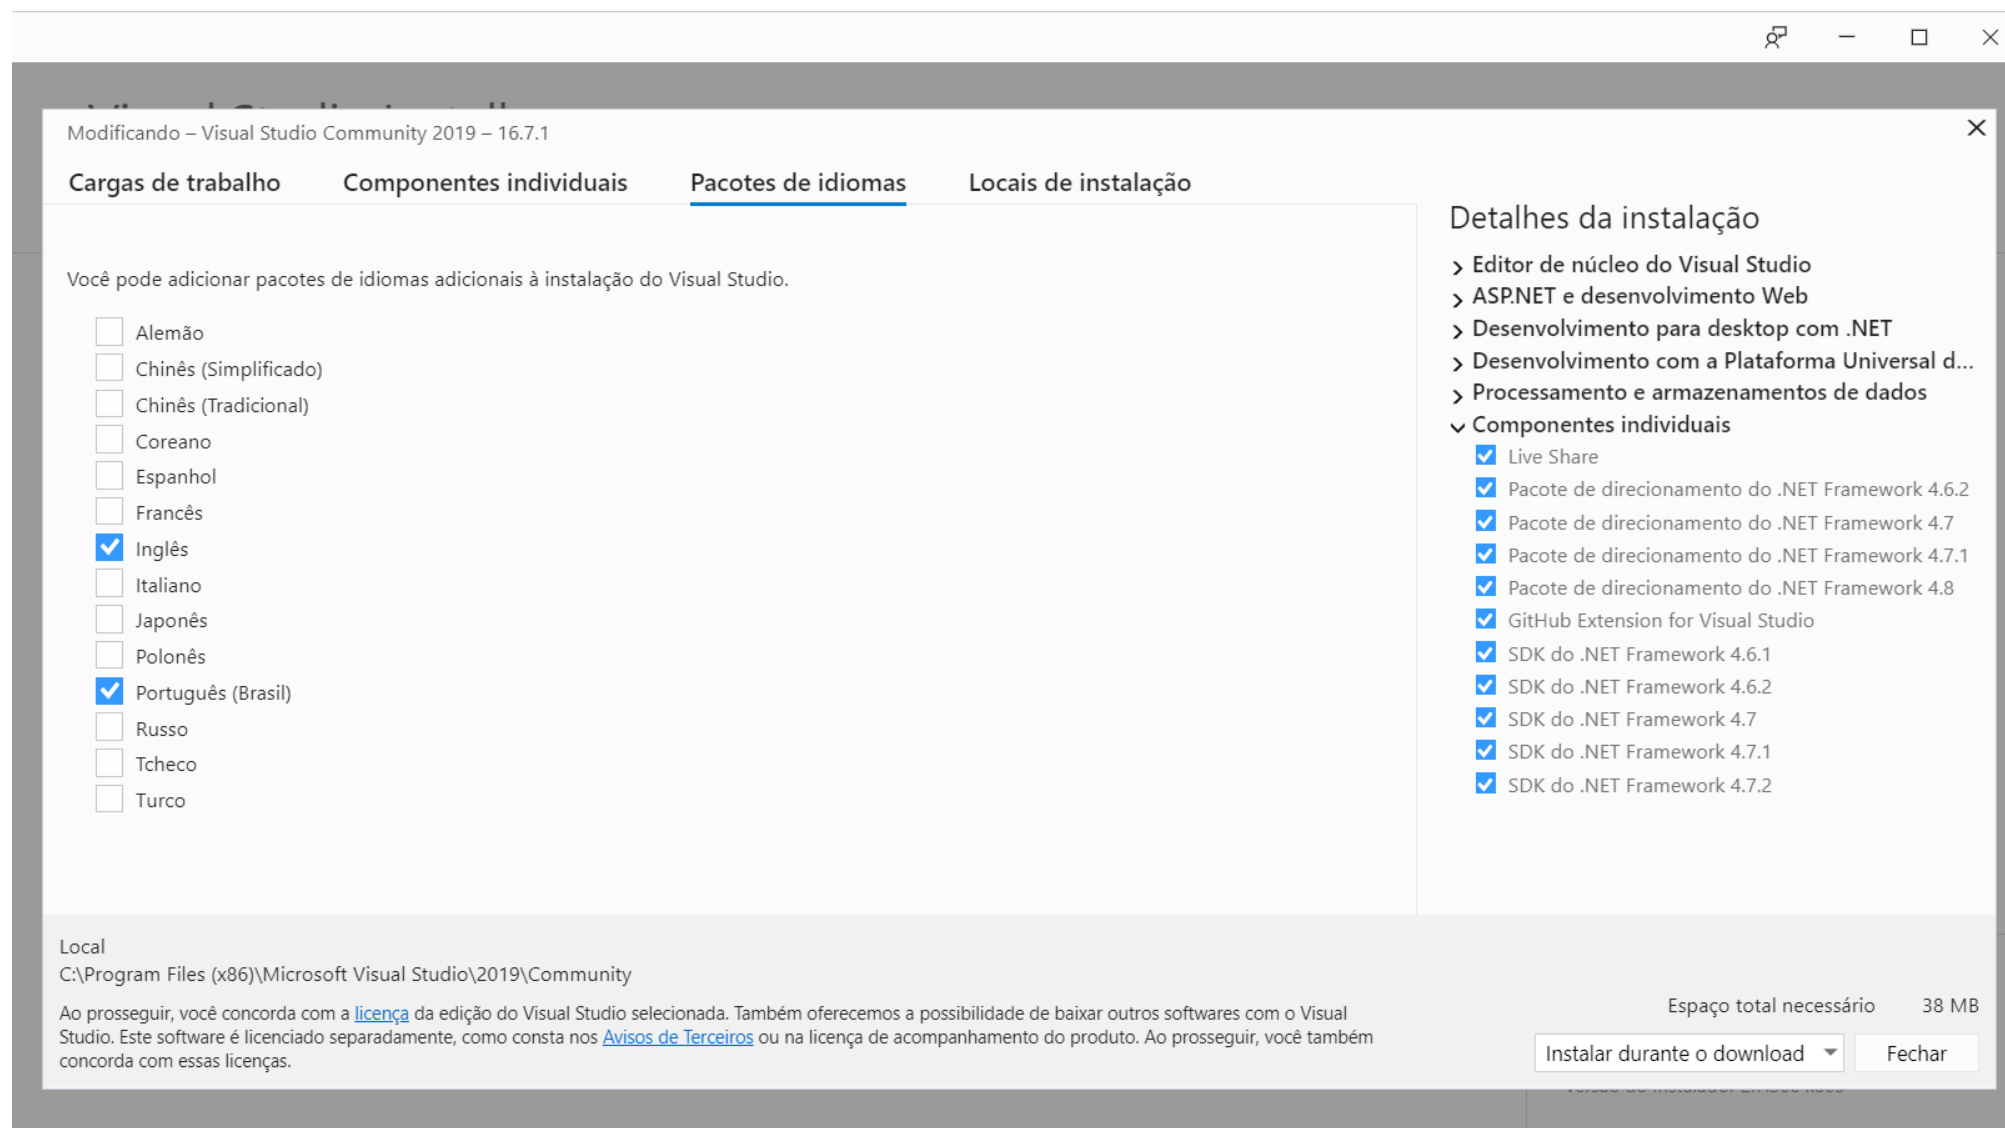 Modificando – Visual Studio Community 2019 – 16.7.1
Cargas de trabalho
Componentes individuais
Pacotes de idiomas
Locais de instalação
Você pode adicionar pacotes de idiomas adicionais à instalação do Visual Studio.
Alemão
Chinês (Simplificado)
Chinês (Tradicional)
Coreano
Espanhol
Francês
Inglês
Italiano
Japonês
Polonês
Português (Brasil)
Russo
Tcheco
Turco
Detalhes da instalação
Editor de núcleo do Visual Studio
ASP.NET e desenvolvimento Web
Desenvolvimento para desktop com .NET
Desenvolvimento com a Plataforma Universal d...
Processamento e armazenamentos de dados
Componentes individuais
Live Share
Pacote de direcionamento do .NET Framework 4.6.2
Pacote de direcionamento do .NET Framework 4.7
Pacote de direcionamento do .NET Framework 4.7.1
Pacote de direcionamento do .NET Framework 4.8
GitHub Extension for Visual Studio
SDK do .NET Framework 4.6.1
SDK do .NET Framework 4.6.2
SDK do .NET Framework 4.7
SDK do .NET Framework 4.7.1
SDK do .NET Framework 4.7.2
Local
C:\Program Files (x86)\Microsoft Visual Studio\2019\Community
Ao prosseguir, você concorda com a licença da edição do Visual Studio selecionada. Também oferecemos a possibilidade de baixar outros softwares com o Visual
Studio. Este software é licenciado separadamente, como consta nos Avisos de Terceiros ou na licença de acompanhamento do produto. Ao prosseguir, você também
concorda com essas licenças.
Espaço total necessário 38 MB
Instalar durante o download
Fechar